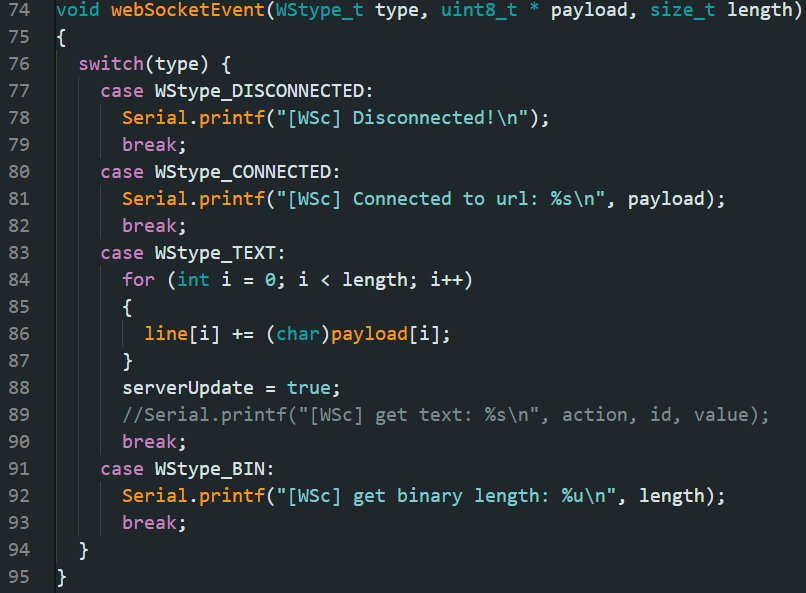 74 void webSocketEvent(WStype_t type, uint8_t * payload, size_t length)
75 {
76   switch(type) {
77     case WStype_DISCONNECTED:
78       Serial.printf("[WSc] Disconnected!\n");
79       break;
80     case WStype_CONNECTED:
81       Serial.printf("[WSc] Connected to url: %s\n", payload);
82       break;
83     case WStype_TEXT:
84       for (int i = 0; i < length; i++)
85       {
86         line[i] += (char)payload[i];
87       }
88       serverUpdate = true;
89       //Serial.printf("[WSc] get text: %s\n", action, id, value);
90       break;
91     case WStype_BIN:
92       Serial.printf("[WSc] get binary length: %u\n", length);
93       break;
94   }
95 }